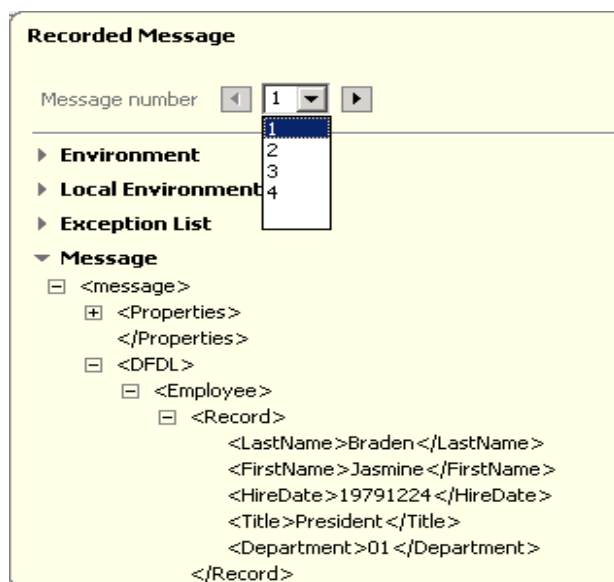 Recorded Message
Message number 1
1
2
3
4
Environment
Local Environment
Exception List
Message
<message>
<Properties>
</Properties>
<DFDL>
<Employee>
<Record>
<LastName>Braden</LastName>
<FirstName>Jasmine</FirstName>
<HireDate>19791224</HireDate>
<Title>President</Title>
<Department>01</Department>
</Record>